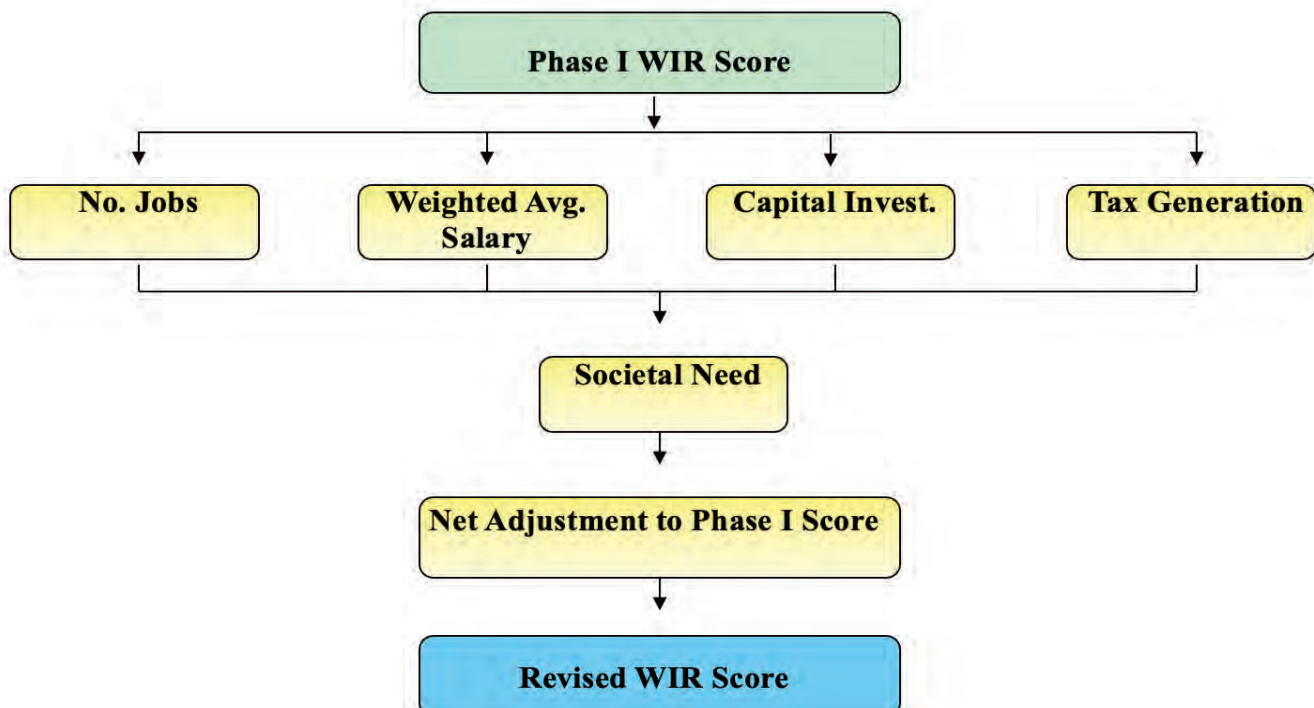 Phase I WIR Score
No. Jobs
Weighted Avg.
Salary
Capital Invest.
Tax Generation
Societal Need
Net Adjustment to Phase I Score
Revised WIR Score